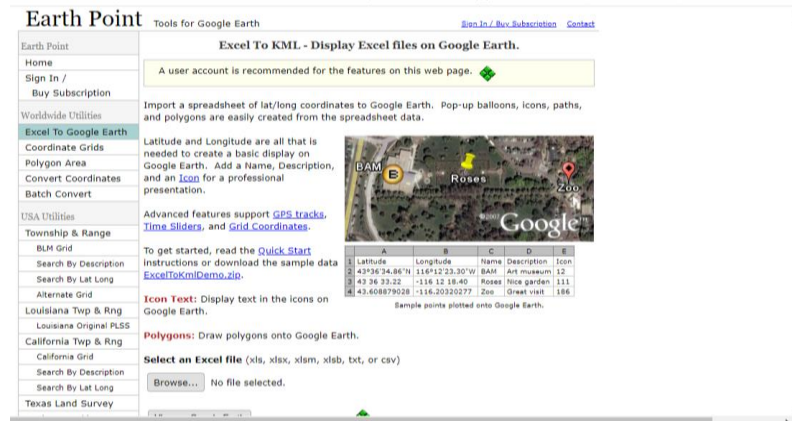 Earth Point Tools for Google Earth
Sign In / Buy Subscription Contact
Earth Point
Home
Sign In /
Buy Subscription
Worldwide Utilities
Excel To Google Earth
Coordinate Grids
Polygon Area
Convert Coordinates
Batch Convert
USA Utilities
Township & Range
BLM Grid
Search By Description
Search By Lat Long
Alternate Grid
Louisiana Twp & Rng
Louisiana Original PLSS
California Twp & Rng
California Grid
Search By Description
Search By Lat Long
Texas Land Survey
Excel To KML - Display Excel files on Google Earth.
A user account is recommended for the features on this web page.
Import a spreadsheet of lat/long coordinates to Google Earth. Pop-up balloons, icons, paths,
and polygons are easily created from the spreadsheet data.
Latitude and Longitude are all that is
needed to create a basic display on
Google Earth. Add a Name, Description,
and an Icon for a professional
presentation.
Advanced features support GPS tracks,
Time Sliders, and Grid Coordinates.
To get started, read the Quick Start
instructions or download the sample data
ExcelToKmlDemo.zip.
Icon Text: Display text in the icons on
Google Earth.
BAM B Roses Zoo
Google
A B C D E
1 Latitude Longitude Name Description Icon
2 43°36'34.86"N 116°12'23.30"W BAM Art museum 12
3 43 36 33.22 -116 12 18.40 Roses Nice garden 111
4 43.608879028 -116.20320277 Zoo Great visit 186
Sample points plotted onto Google Earth.
Polygons: Draw polygons onto Google Earth.
Select an Excel file (xls, xlsx, xlsm, xlsb, txt, or csv)
Browse... No file selected.